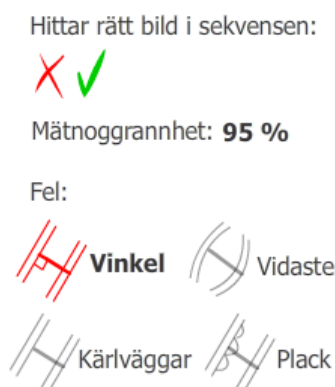 Hittar rätt bild i sekvensen:
Mätnoggrannhet: 95 %
Fel:
Vinkel Vidaste
Kärlväggar Plack